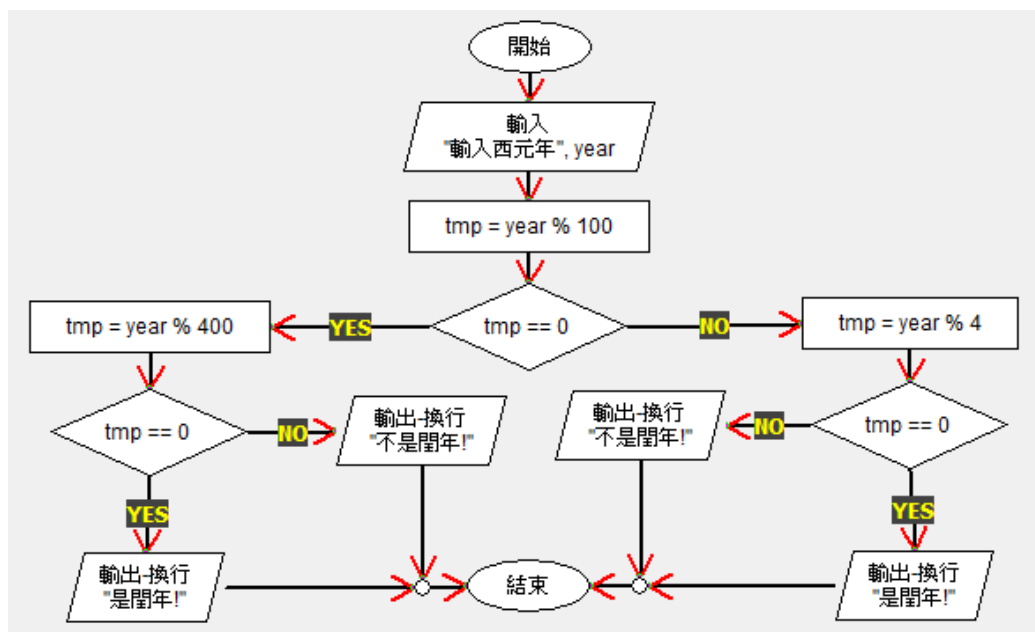 開始
輸入
"輸入西元年", year
tmp = year % 100
tmp == 0
YES
NO
tmp = year % 400
tmp = year % 4
tmp == 0
NO
輸出-換行
"不是閏年!"
輸出-換行
"不是閏年!"
NO
tmp == 0
YES
YES
輸出-換行
"是閏年!"
結束
輸出-換行
"是閏年!"